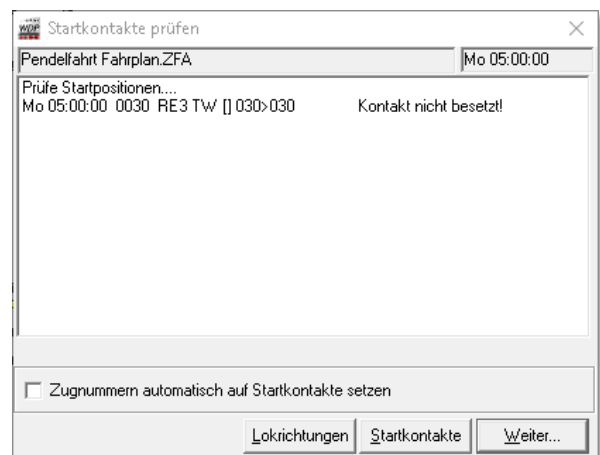 WDP Startkontakte prüfen
Pendelfahrt Fahrplan.ZFA Mo 05:00:00
Prüfe Startpositionen....
Mo 05:00:00 0030 RE3 TW [] 030>030 Kontakt nicht besetzt!
Zugnummern automatisch auf Startkontakte setzen
Lokrichtungen Startkontakte Weiter...